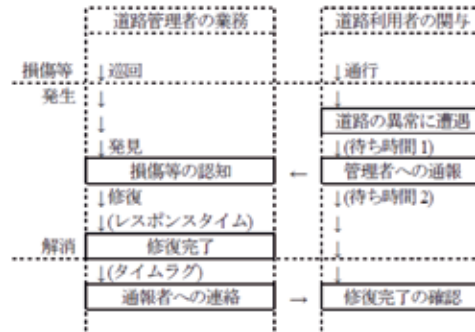 道路管理者の業務 道路利用者の関与
損傷等 ↓巡回 ↓通行
発生 ↓ ↓
↓ 道路の異常に遭遇
↓発見 ↓(待ち時間1)
損傷等の認知 ← 管理者への通報
↓修復 ↓(待ち時間2)
↓(レスポンスタイム) ↓
解消 修復完了 ↓
↓(タイムラグ) ↓
通報者への連絡 → 修復完了の確認